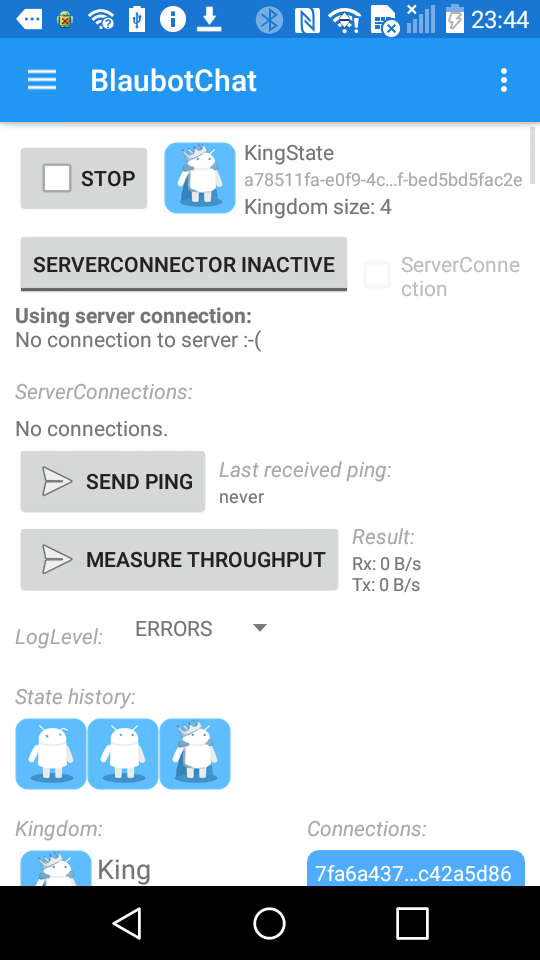 23:44
BlaubotChat
STOP
KingState
a78511fa-e0f9-4c...f-bed5bd5fac2e
Kingdom size: 4
SERVERCONNECTOR INACTIVE
ServerConne
ction
Using server connection:
No connection to server :-(
ServerConnections:
No connections.
SEND PING
Last received ping:
never
MEASURE THROUGHPUT
Result:
Rx: 0 B/s
Tx: 0 B/s
LogLevel:
ERRORS
State history:
Kingdom:
Connections:
King
7fa6a437...c42a5d86